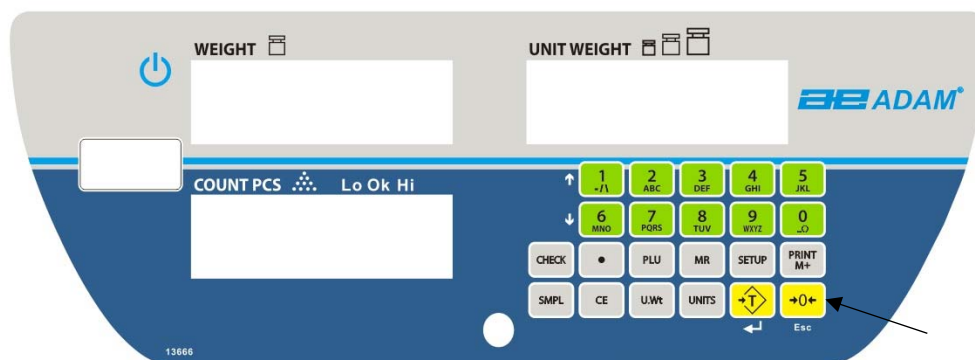 WEIGHT
UNIT WEIGHT
ae ADAM®
COUNT PCS Lo Ok Hi
1 2 3 4 5
-/\ ABC DEF GHI JKL
6 7 8 9 0
MNO PQRS TUV WXYZ
CHECK • PLU MR SETUP PRINT M+
SMPL CE U.Wt UNITS →T →0←
Esc
13666